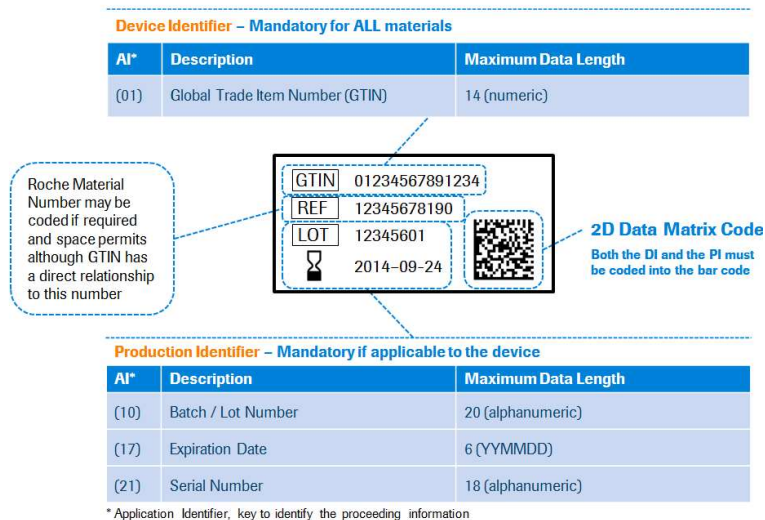 Device Identifier – Mandatory for ALL materials
AI* Description Maximum Data Length
(01) Global Trade Item Number (GTIN) 14 (numeric)
Roche Material
Number may be
coded if required
and space permits
although GTIN has
a direct relationship
to this number
GTIN 01234567891234
REF 12345678190
LOT 12345601
2014-09-24
2D Data Matrix Code
Both the DI and the PI must
be coded into the bar code
Production Identifier – Mandatory if applicable to the device
AI* Description Maximum Data Length
(10) Batch / Lot Number 20 (alphanumeric)
(17) Expiration Date 6 (YYMMDD)
(21) Serial Number 18 (alphanumeric)
* Application Identifier, key to identify the proceeding information